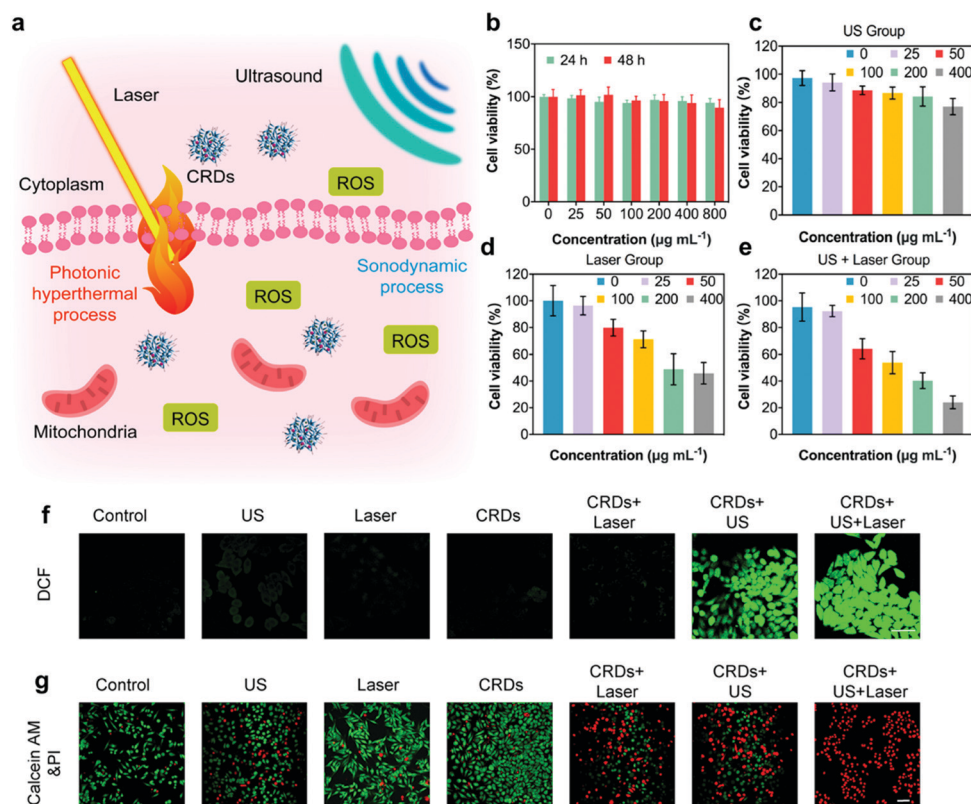 a
Laser
Ultrasound
CRDs
Cytoplasm
ROS
Photonic
hyperthermal
process
Sonodynamic
process
ROS
ROS
Mitochondria
ROS
b
150
100
50
0
Cell viability (%)
24 h 48 h
0 25 50 100 200 400 800
Concentration (µg mL-1)
c
US Group
120
100
80
60
40
20
0
Cell viability (%)
0 25 50
100 200 400
Concentration (µg mL-1)
d
Laser Group
120
100
80
60
40
20
0
Cell viability (%)
0 25 50
100 200 400
Concentration (µg mL-1)
e
US + Laser Group
120
100
80
60
40
20
0
Cell viability (%)
0 25 50
100 200 400
Concentration (µg mL-1)
f
Control
US
Laser
CRDs
CRDs+
Laser
CRDs+
US
CRDs+
US+Laser
DCF
g
Control
US
Laser
CRDs
CRDs+
Laser
CRDs+
US
CRDs+
US+Laser
Calcein AM
&PI